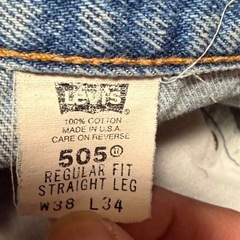 LEVI'S
100% COTTON
MADE IN U.S.A.
CARE ON REVERSE
505®
REGULAR FIT
STRAIGHT LEG
W38 L34